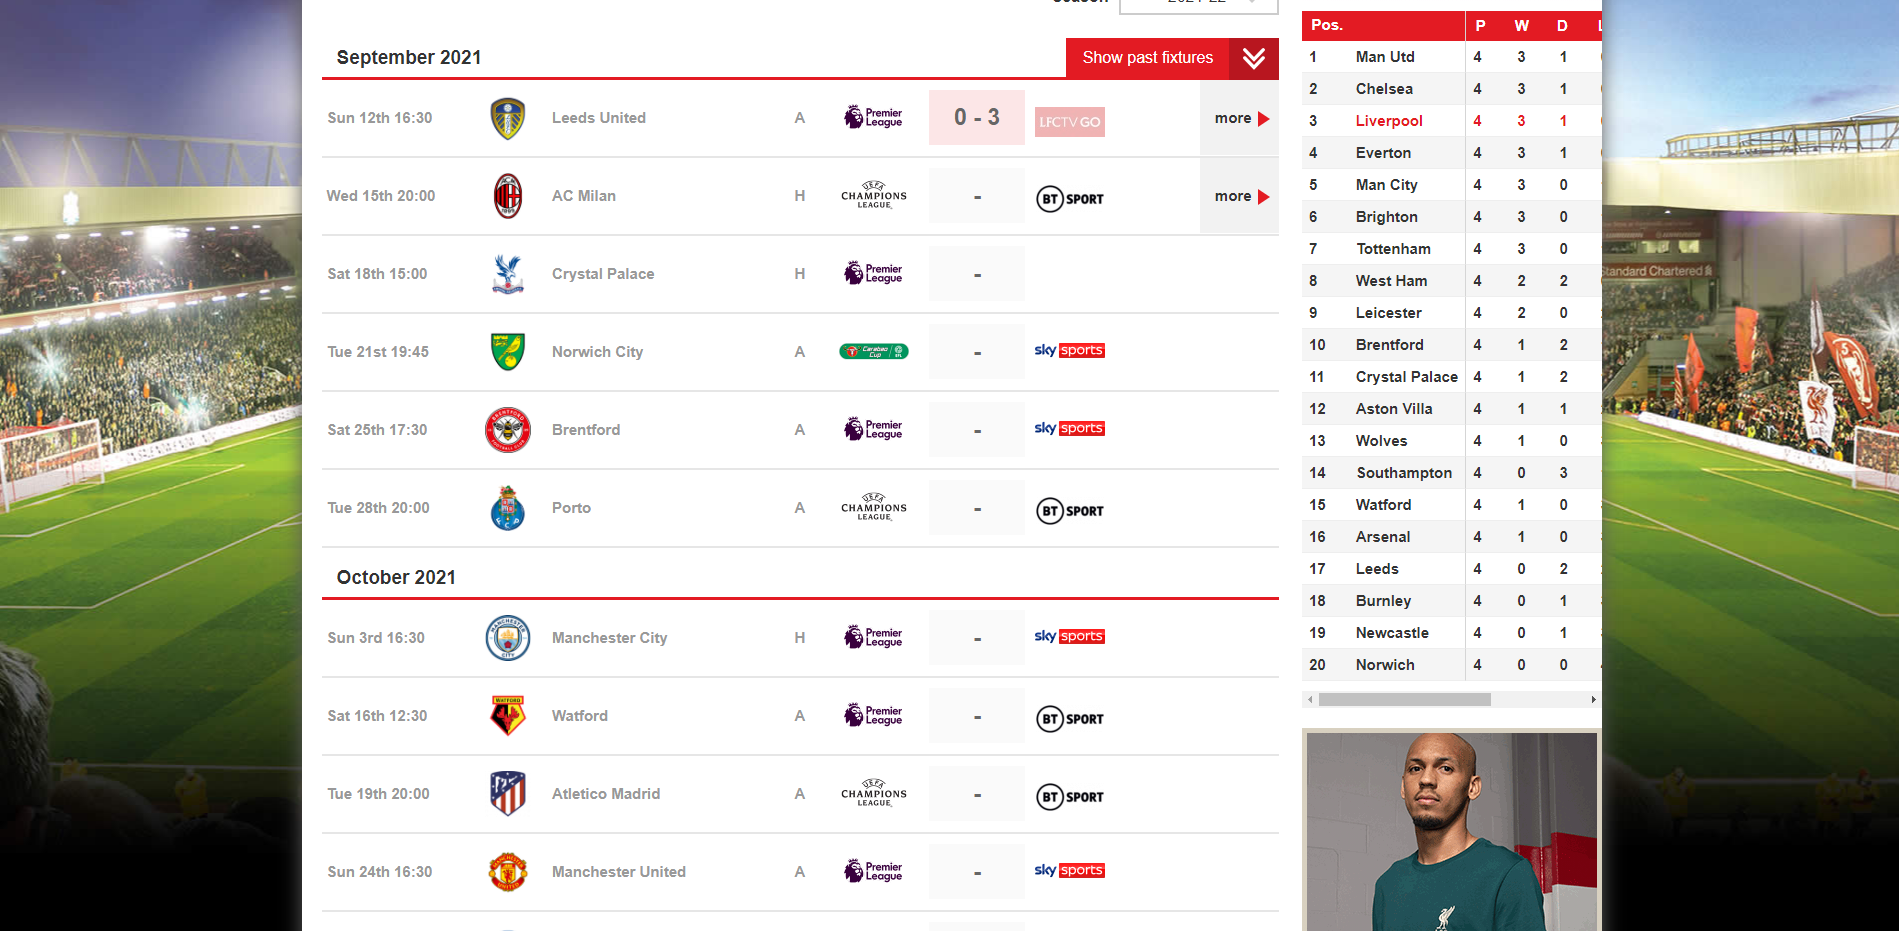 September 2021
Show past fixtures
Sun 12th 16:30 Leeds United A Premier League 0 - 3 LFCTV GO more
Wed 15th 20:00 AC Milan H UEFA CHAMPIONS LEAGUE - BT SPORT more
Sat 18th 15:00 Crystal Palace H Premier League -
Tue 21st 19:45 Norwich City A Carabao Cup EFL - sky sports
Sat 25th 17:30 Brentford A Premier League - sky sports
Tue 28th 20:00 Porto A UEFA CHAMPIONS LEAGUE - BT SPORT
October 2021
Sun 3rd 16:30 Manchester City H Premier League - sky sports
Sat 16th 12:30 Watford A Premier League - BT SPORT
Tue 19th 20:00 Atletico Madrid A UEFA CHAMPIONS LEAGUE - BT SPORT
Sun 24th 16:30 Manchester United A Premier League - sky sports
Pos. P W D
1 Man Utd 4 3 1
2 Chelsea 4 3 1
3 Liverpool 4 3 1
4 Everton 4 3 1
5 Man City 4 3 0
6 Brighton 4 3 0
7 Tottenham 4 3 0
8 West Ham 4 2 2
9 Leicester 4 2 0
10 Brentford 4 1 2
11 Crystal Palace 4 1 2
12 Aston Villa 4 1 1
13 Wolves 4 1 0
14 Southampton 4 0 3
15 Watford 4 1 0
16 Arsenal 4 1 0
17 Leeds 4 0 2
18 Burnley 4 0 1
19 Newcastle 4 0 1
20 Norwich 4 0 0
Standard Chartered